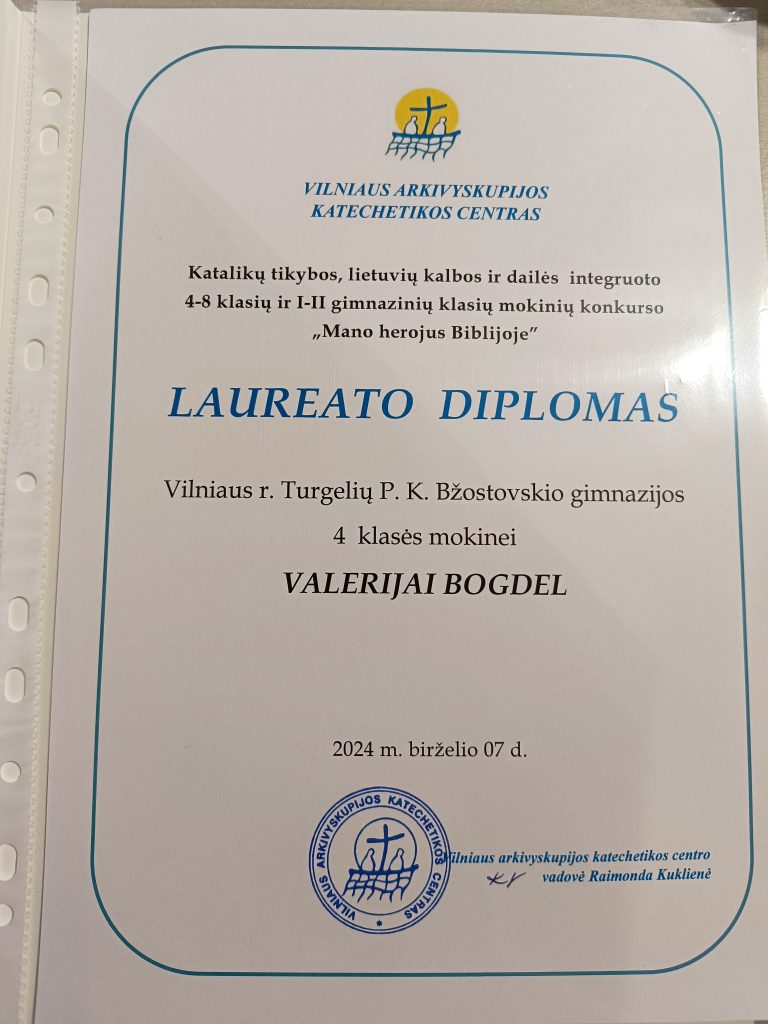 VILNIAUS ARKIVYSKUPIJOS
KATECHETIKOS CENTRAS
Katalikų tikybos, lietuvių kalbos ir dailės integruoto
4-8 klasių ir I-II gimnazinių klasių mokinių konkurso
„Mano herojus Biblijoje”
LAUREATO DIPLOMAS
Vilniaus r. Turgelių P. K. Bžostovskio gimnazijos
4 klasės mokinei
VALERIJAI BOGDEL
2024 m. birželio 07 d.
VILNIAUS ARKIVYSKUPIJOS KATECHETIKOS CENTRAS *
Vilniaus arkivyskupijos katechetikos centro
vadovė Raimonda Kuklienė